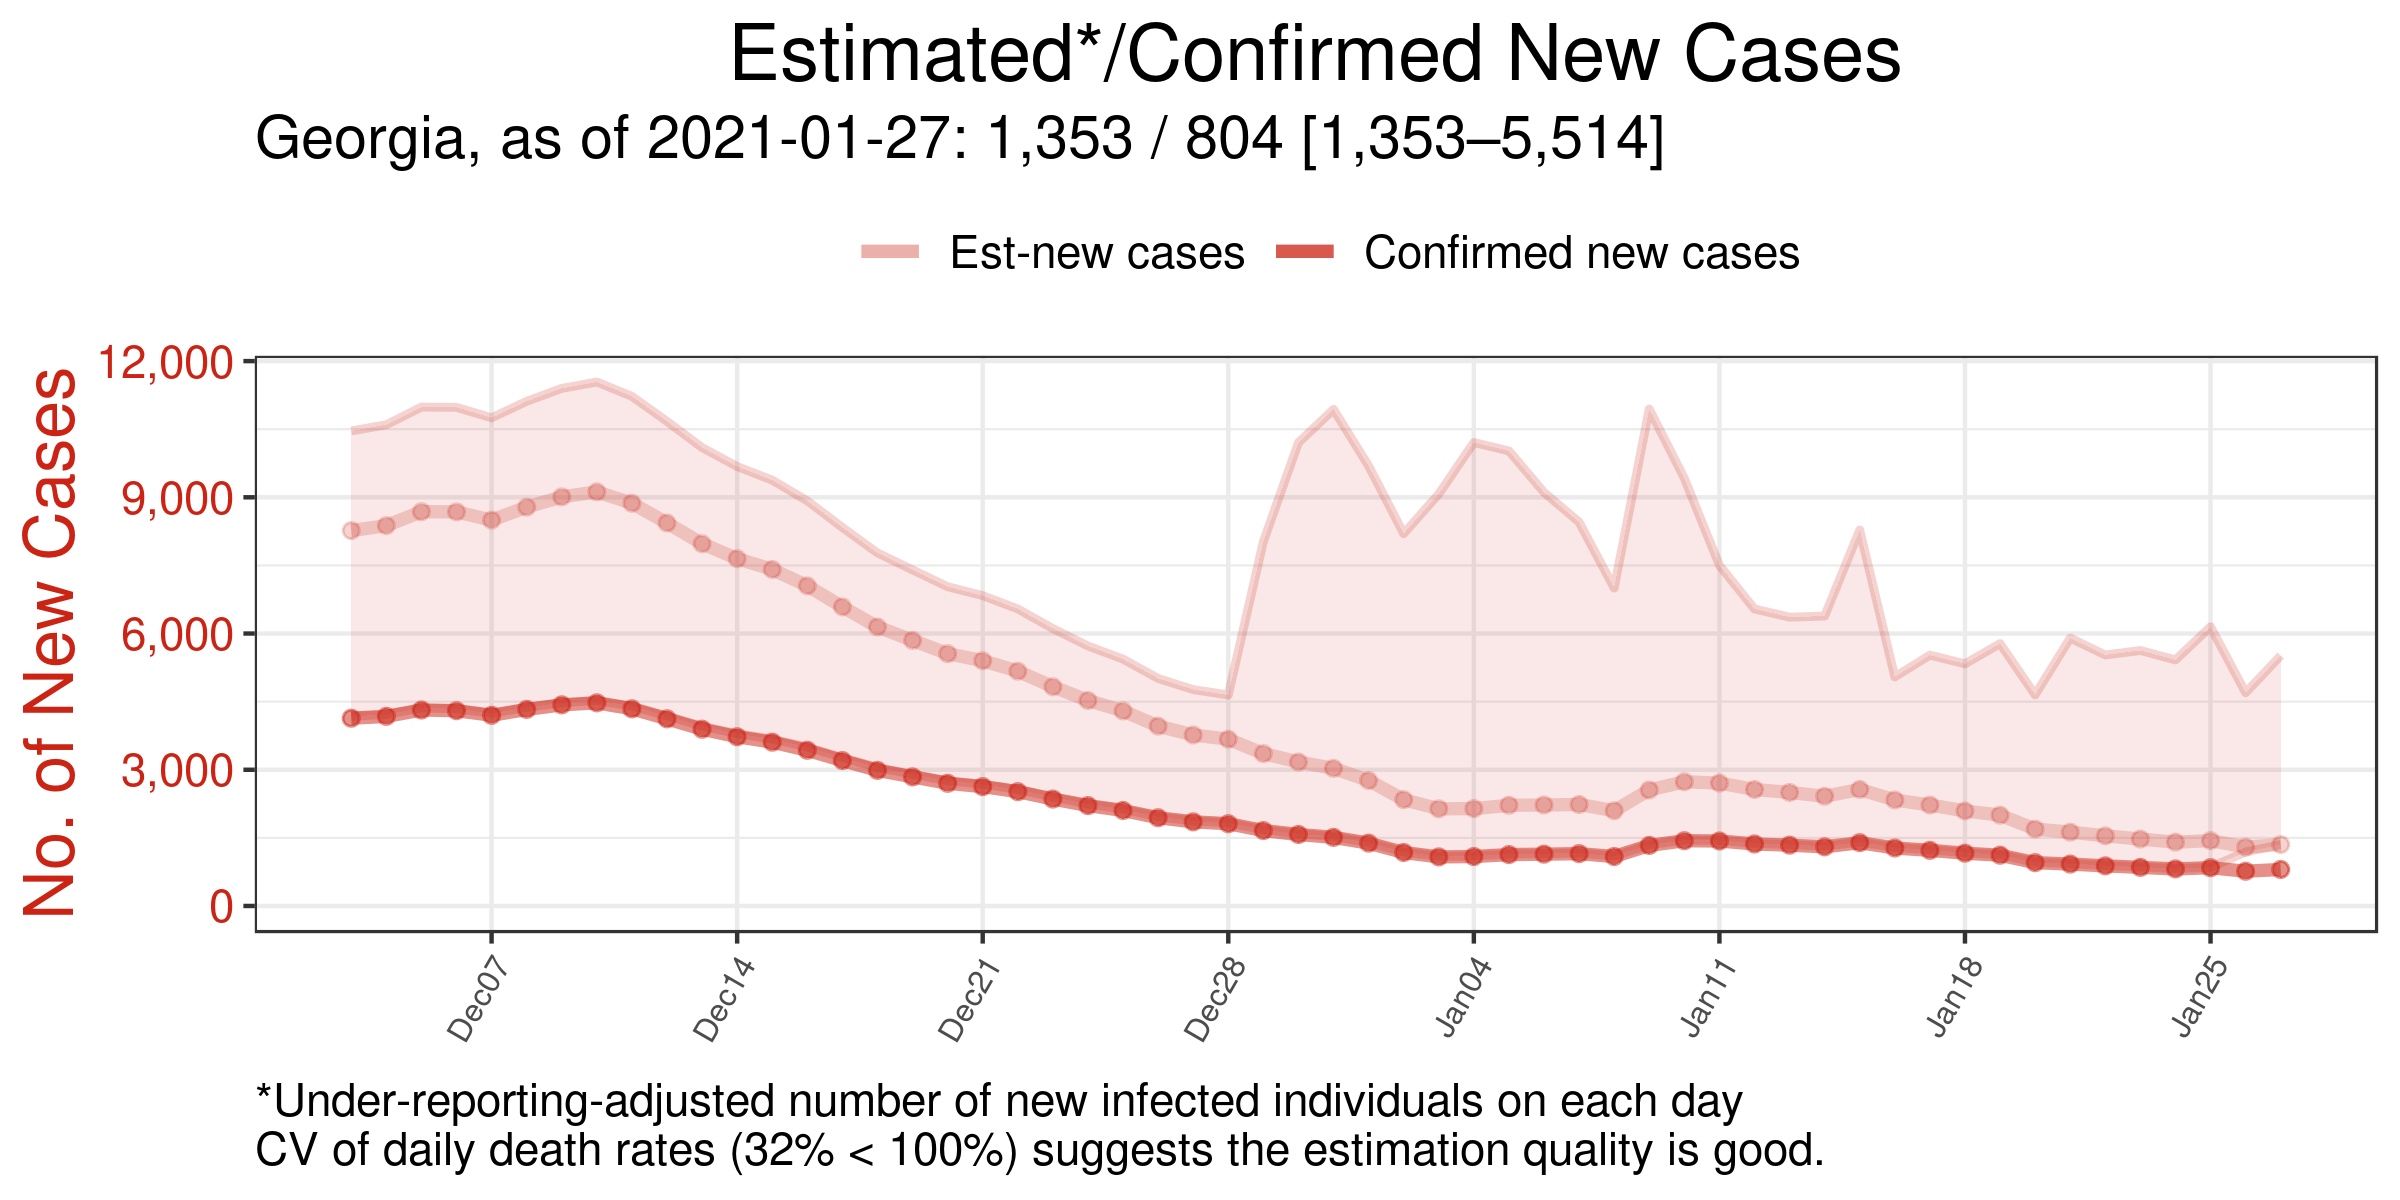 Estimated*/Confirmed New Cases
Georgia, as of 2021-01-27: 1,353 / 804 [1,353–5,514]
Est-new cases Confirmed new cases
No. of New Cases
12,000
9,000
6,000
3,000
0
Dec07 Dec14 Dec21 Dec28 Jan04 Jan11 Jan18 Jan25
*Under-reporting-adjusted number of new infected individuals on each day
CV of daily death rates (32% < 100%) suggests the estimation quality is good.